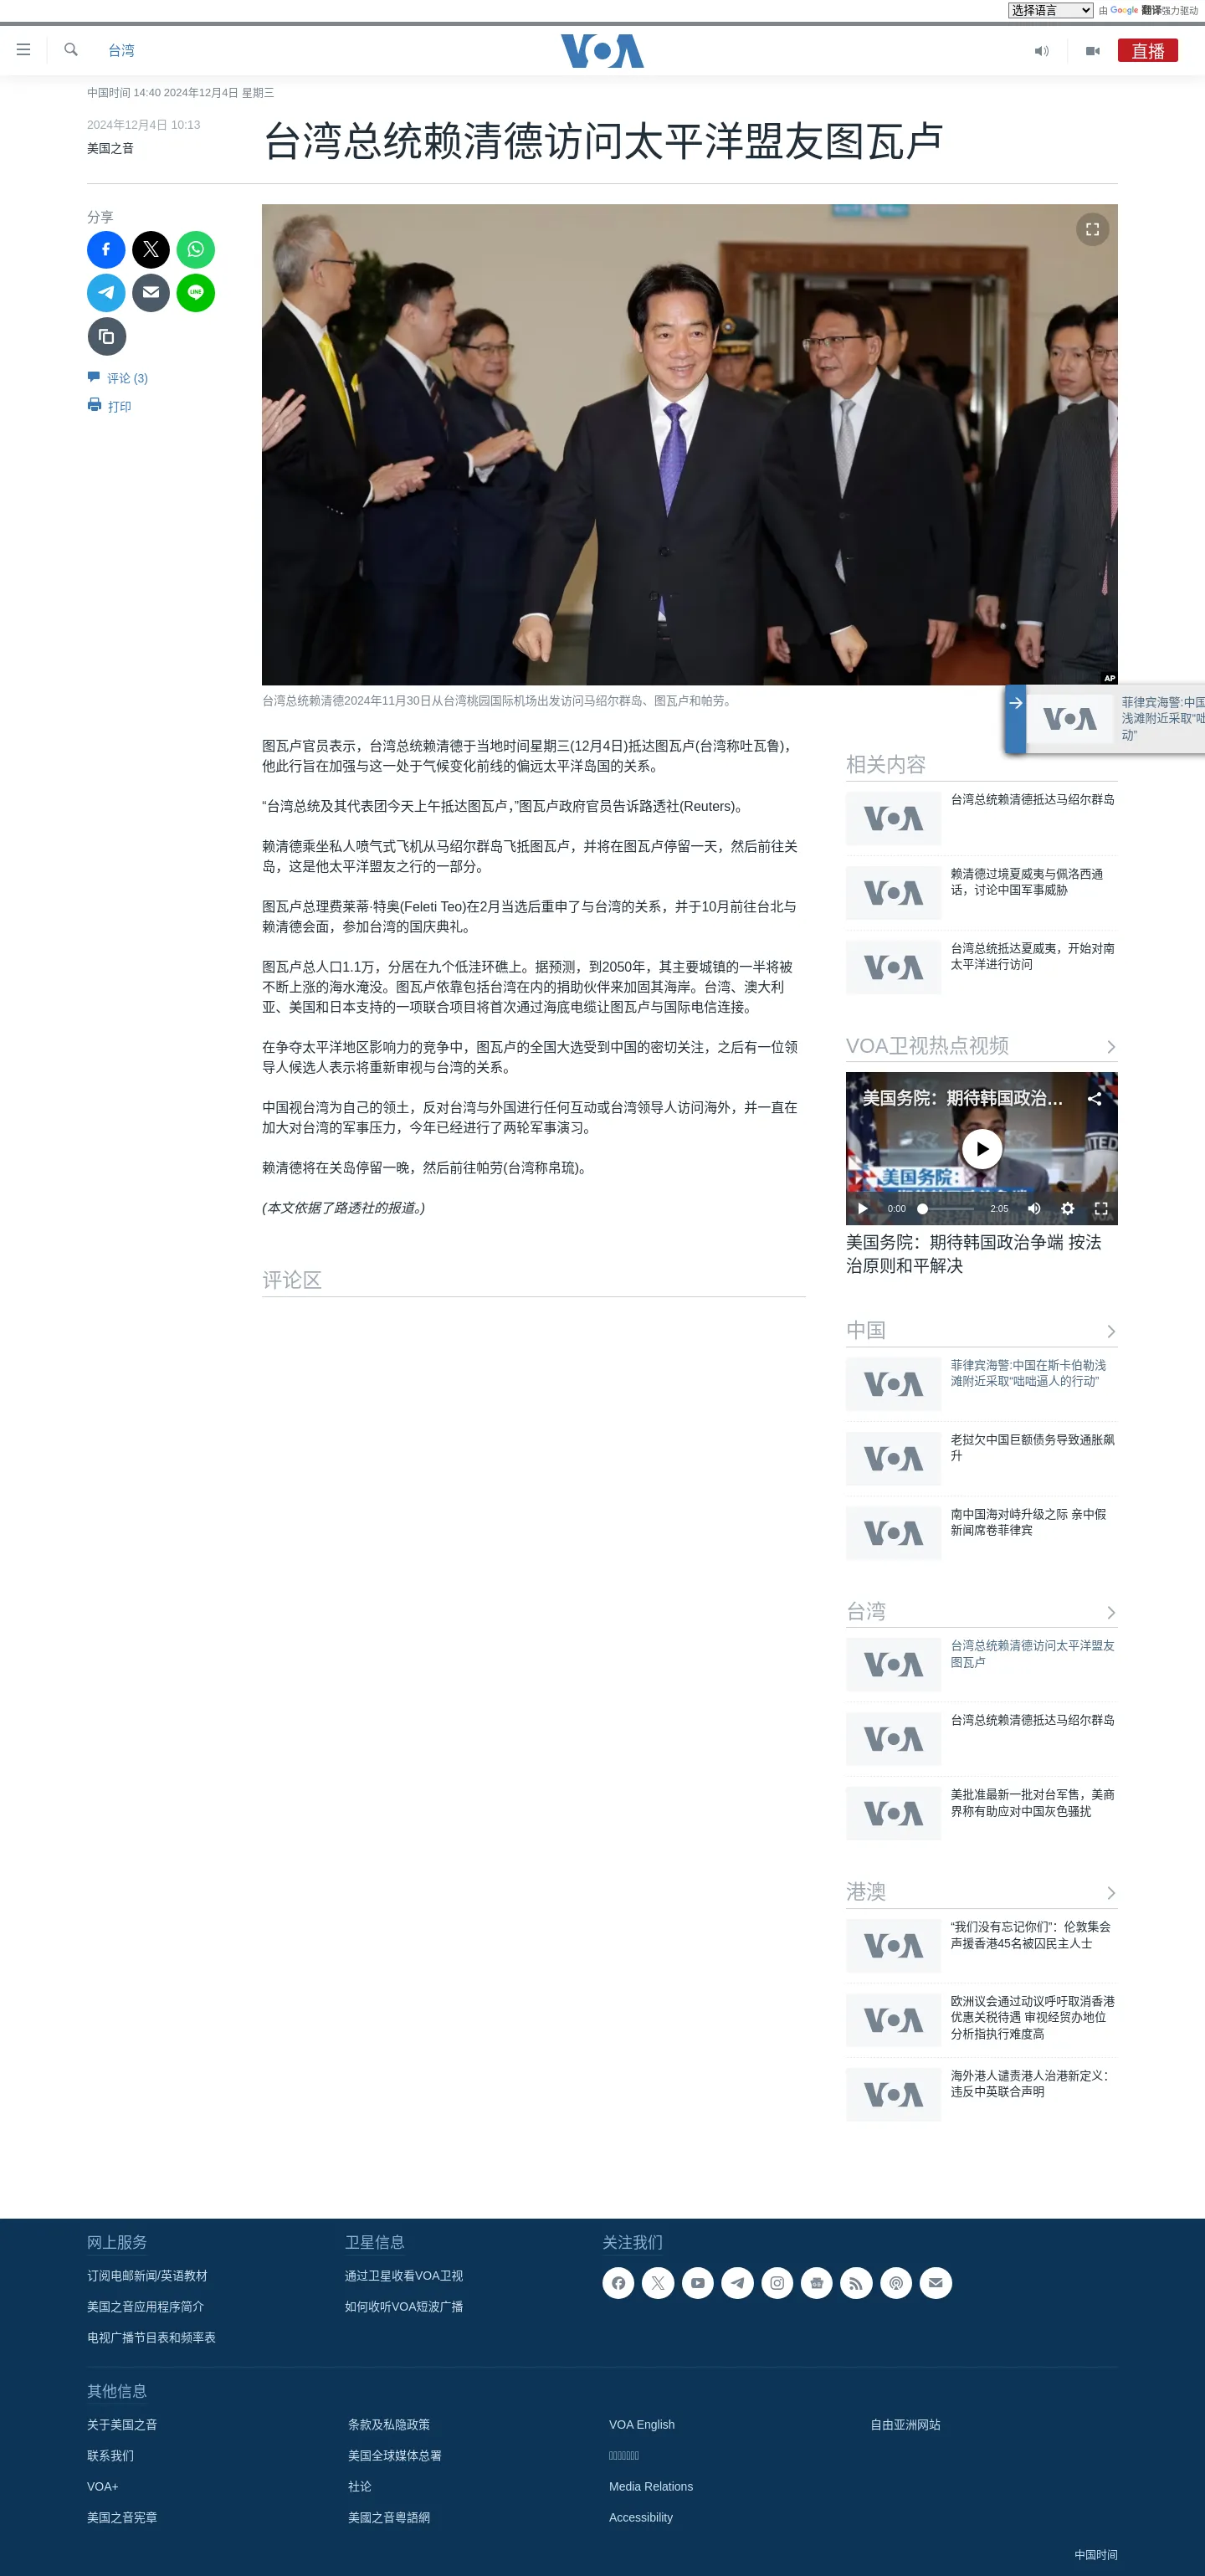 选择语言 由 Google 翻译强力驱动
台湾
VOA
直播
中国时间 14:40 2024年12月4日 星期三
2024年12月4日 10:13
美国之音
台湾总统赖清德访问太平洋盟友图瓦卢
分享
LINE
评论 (3)
打印
AP
台湾总统赖清德2024年11月30日从台湾桃园国际机场出发访问马绍尔群岛、图瓦卢和帕劳。
图瓦卢官员表示，台湾总统赖清德于当地时间星期三(12月4日)抵达图瓦卢(台湾称吐瓦鲁)，
他此行旨在加强与这一处于气候变化前线的偏远太平洋岛国的关系。
“台湾总统及其代表团今天上午抵达图瓦卢，”图瓦卢政府官员告诉路透社(Reuters)。
赖清德乘坐私人喷气式飞机从马绍尔群岛飞抵图瓦卢，并将在图瓦卢停留一天，然后前往关
岛，这是他太平洋盟友之行的一部分。
图瓦卢总理费莱蒂·特奥(Feleti Teo)在2月当选后重申了与台湾的关系，并于10月前往台北与
赖清德会面，参加台湾的国庆典礼。
图瓦卢总人口1.1万，分居在九个低洼环礁上。据预测，到2050年，其主要城镇的一半将被
不断上涨的海水淹没。图瓦卢依靠包括台湾在内的捐助伙伴来加固其海岸。台湾、澳大利
亚、美国和日本支持的一项联合项目将首次通过海底电缆让图瓦卢与国际电信连接。
在争夺太平洋地区影响力的竞争中，图瓦卢的全国大选受到中国的密切关注，之后有一位领
导人候选人表示将重新审视与台湾的关系。
中国视台湾为自己的领土，反对台湾与外国进行任何互动或台湾领导人访问海外，并一直在
加大对台湾的军事压力，今年已经进行了两轮军事演习。
赖清德将在关岛停留一晚，然后前往帕劳(台湾称帛琉)。
(本文依据了路透社的报道。)
评论区
VOA
菲律宾海警:中国
浅滩附近采取“咄
动”
相关内容
VOA
台湾总统赖清德抵达马绍尔群岛
VOA
赖清德过境夏威夷与佩洛西通
话，讨论中国军事威胁
VOA
台湾总统抵达夏威夷，开始对南
太平洋进行访问
VOA卫视热点视频
美国务院：期待韩国政治...
美国务院：
0:00
2:05
美国务院：期待韩国政治争端 按法
治原则和平解决
中国
VOA
菲律宾海警:中国在斯卡伯勒浅
滩附近采取“咄咄逼人的行动”
VOA
老挝欠中国巨额债务导致通胀飙
升
VOA
南中国海对峙升级之际 亲中假
新闻席卷菲律宾
台湾
VOA
台湾总统赖清德访问太平洋盟友
图瓦卢
VOA
台湾总统赖清德抵达马绍尔群岛
VOA
美批准最新一批对台军售，美商
界称有助应对中国灰色骚扰
港澳
VOA
“我们没有忘记你们”：伦敦集会
声援香港45名被囚民主人士
VOA
欧洲议会通过动议呼吁取消香港
优惠关税待遇 审视经贸办地位
分析指执行难度高
VOA
海外港人谴责港人治港新定义：
违反中英联合声明
网上服务
订阅电邮新闻/英语教材
美国之音应用程序简介
电视广播节目表和频率表
卫星信息
通过卫星收看VOA卫视
如何收听VOA短波广播
关注我们
其他信息
关于美国之音
联系我们
VOA+
美国之音宪章
条款及私隐政策
美国全球媒体总署
社论
美國之音粵語網
VOA English
Media Relations
Accessibility
自由亚洲网站
中国时间